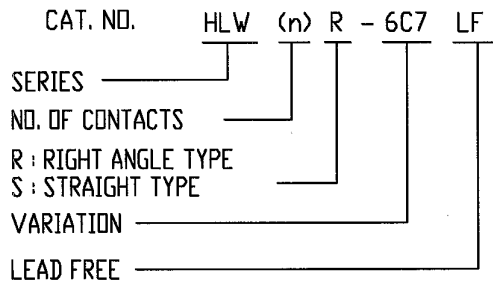 CAT. NO. HLW (n) R - 6C7 LF
SERIES
NO. OF CONTACTS
R : RIGHT ANGLE TYPE
S : STRAIGHT TYPE
VARIATION
LEAD FREE